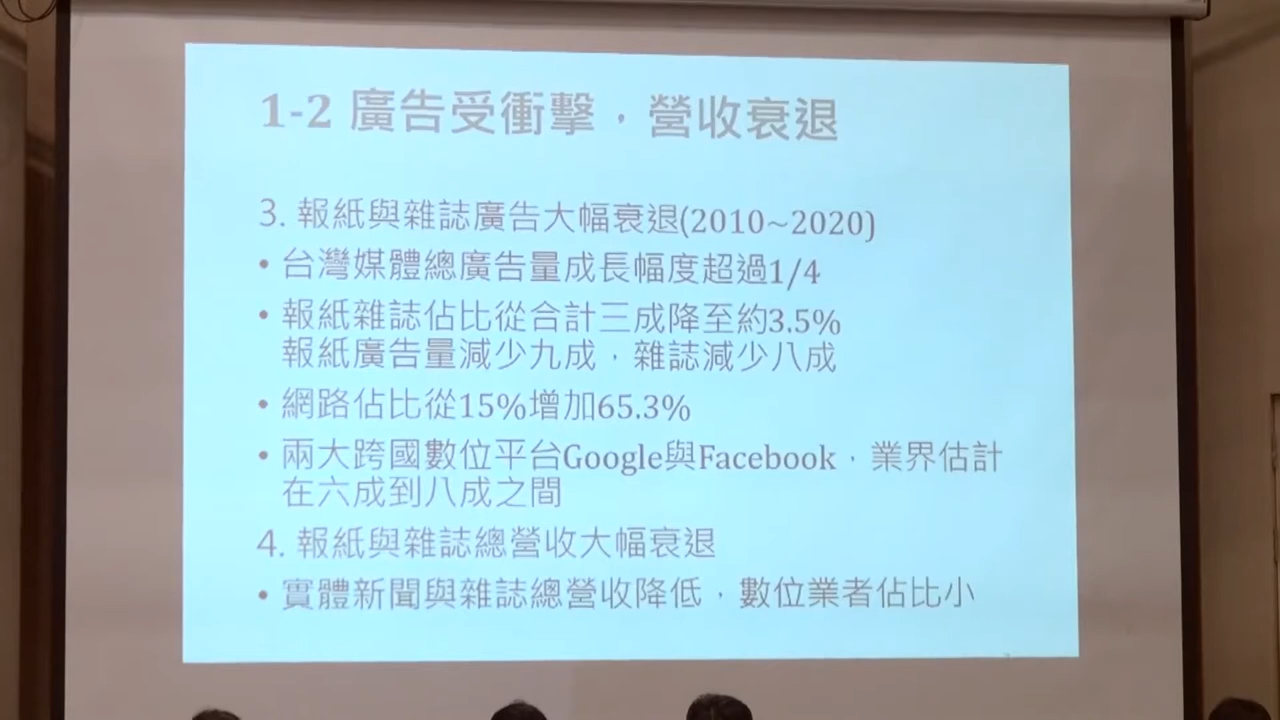 1-2 廣告受衝擊，營收衰退
3. 報紙與雜誌廣告大幅衰退(2010~2020)
• 台灣媒體總廣告量成長幅度超過1/4
• 報紙雜誌佔比從合計三成降至約3.5%
報紙廣告量減少九成，雜誌減少八成
• 網路佔比從15%增加65.3%
• 兩大跨國數位平台Google與Facebook，業界估計
在六成到八成之間
4. 報紙與雜誌總營收大幅衰退
• 實體新聞與雜誌總營收降低，數位業者佔比小